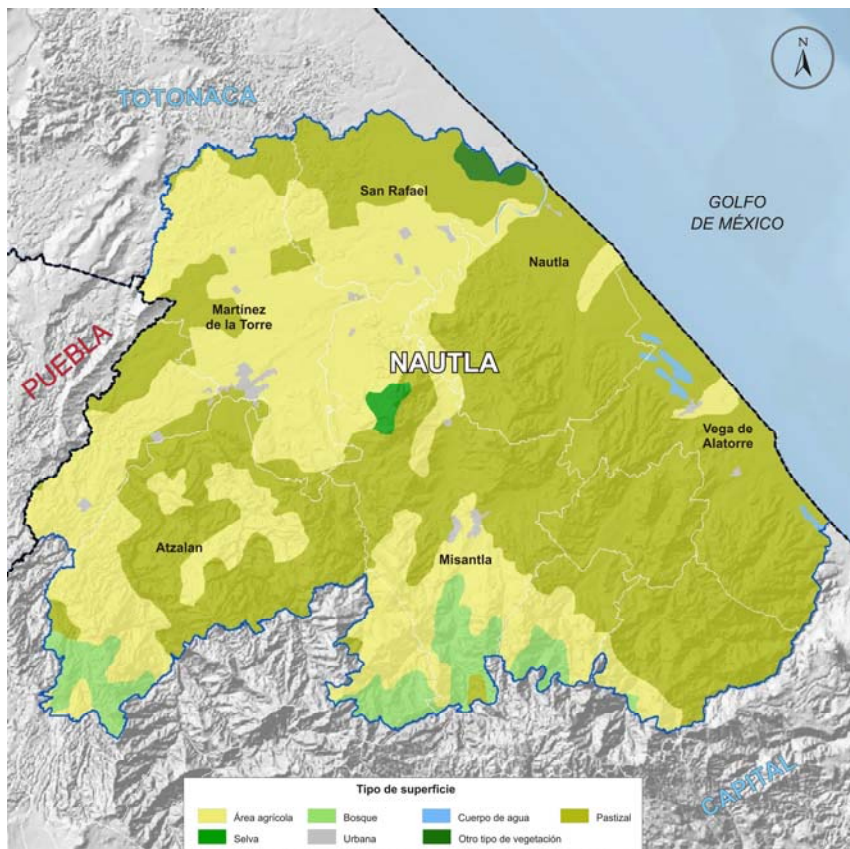 N
TOTONACA
GOLFO
DE MÉXICO
San Rafael
Nautla
Martínez
de la Torre
PUEBLA
NAUTLA
Vega de
Alatorre
Atzalan
Misantla
CAPITAL
Tipo de superficie
Área agrícola
Bosque
Cuerpo de agua
Pastizal
Selva
Urbana
Otro tipo de vegetación